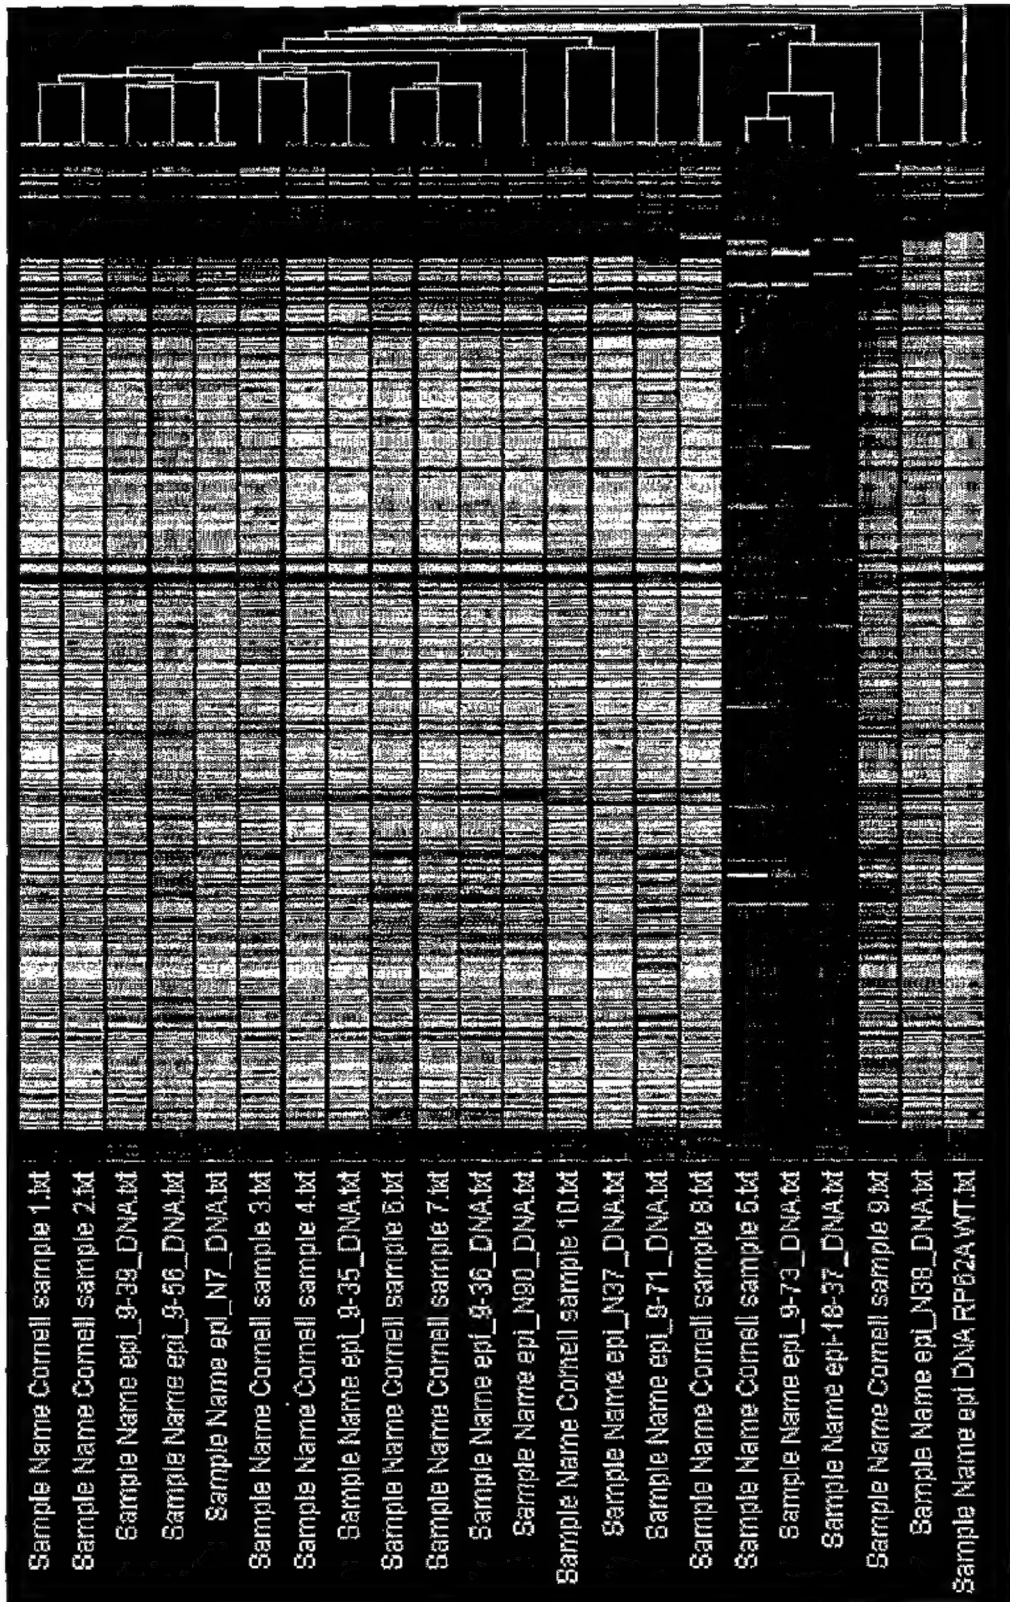 Sample Name Cornell sample 1.txt
Sample Name Cornell sample 2.txt
Sample Name epi_9-39_DNA.txt
Sample Name epi_9-56_DNA.txt
Sample Name epi_N7_DNA.txt
Sample Name Cornell sample 3.txt
Sample Name Cornell sample 4.txt
Sample Name epi_9-35_DNA.txt
Sample Name Cornell sample 6.txt
Sample Name Cornell sample 7.txt
Sample Name epi_9-36_DNA.txt
Sample Name epi_N90_DNA.txt
Sample Name Cornell sample 10.txt
Sample Name epi_N37_DNA.txt
Sample Name epi_9-71_DNA.txt
Sample Name Cornell sample 8.txt
Sample Name Cornell sample 5.txt
Sample Name epi_9-73_DNA.txt
Sample Name epi-18-37_DNA.txt
Sample Name Cornell sample 9.txt
Sample Name epi_N38_DNA.txt
Sample Name epi DNA RP62A WT.txt